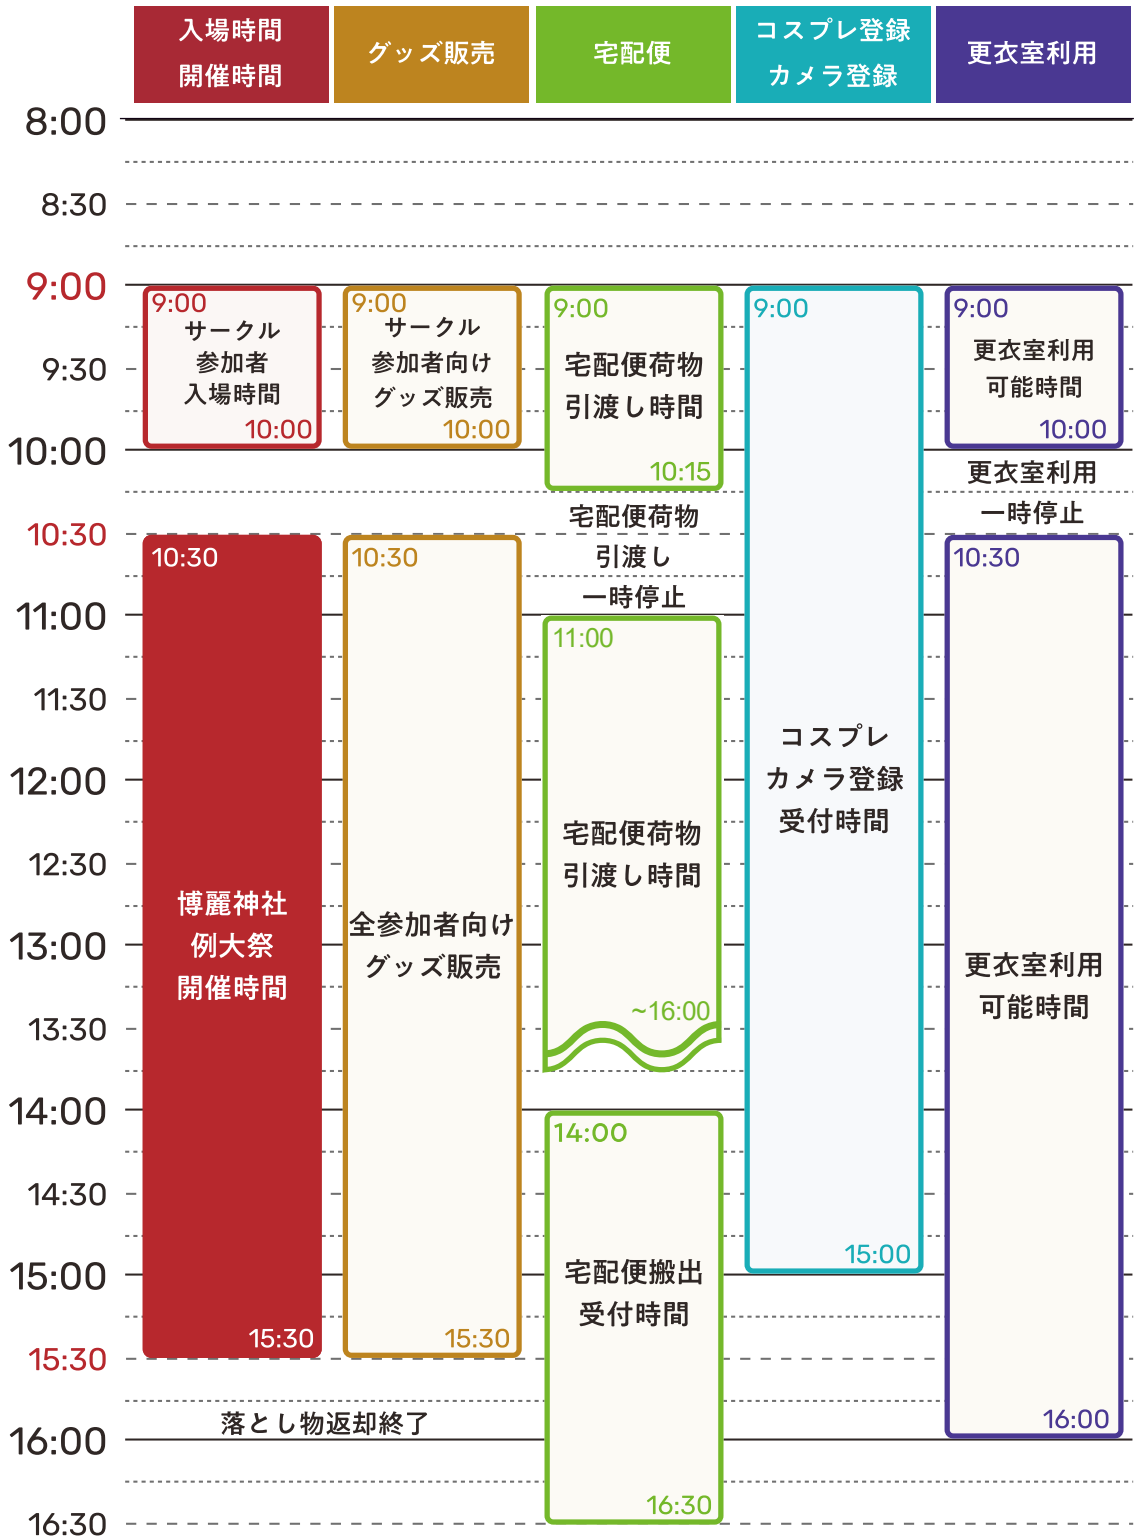 入場時間
開催時間
グッズ販売
宅配便
コスプレ登録
カメラ登録
更衣室利用
8:00
8:30
9:00
9:30
10:00
10:30
11:00
11:30
12:00
12:30
13:00
13:30
14:00
14:30
15:00
15:30
16:00
16:30
9:00
サークル
参加者
入場時間
10:00
10:30
博麗神社
例大祭
開催時間
15:30
落とし物返却終了
9:00
サークル
参加者向け
グッズ販売
10:00
10:30
全参加者向け
グッズ販売
15:30
9:00
宅配便荷物
引渡し時間
10:15
宅配便荷物
引渡し
一時停止
11:00
宅配便荷物
引渡し時間
~16:00
14:00
宅配便搬出
受付時間
16:30
9:00
コスプレ
カメラ登録
受付時間
15:00
9:00
更衣室利用
可能時間
10:00
更衣室利用
一時停止
10:30
更衣室利用
可能時間
16:00